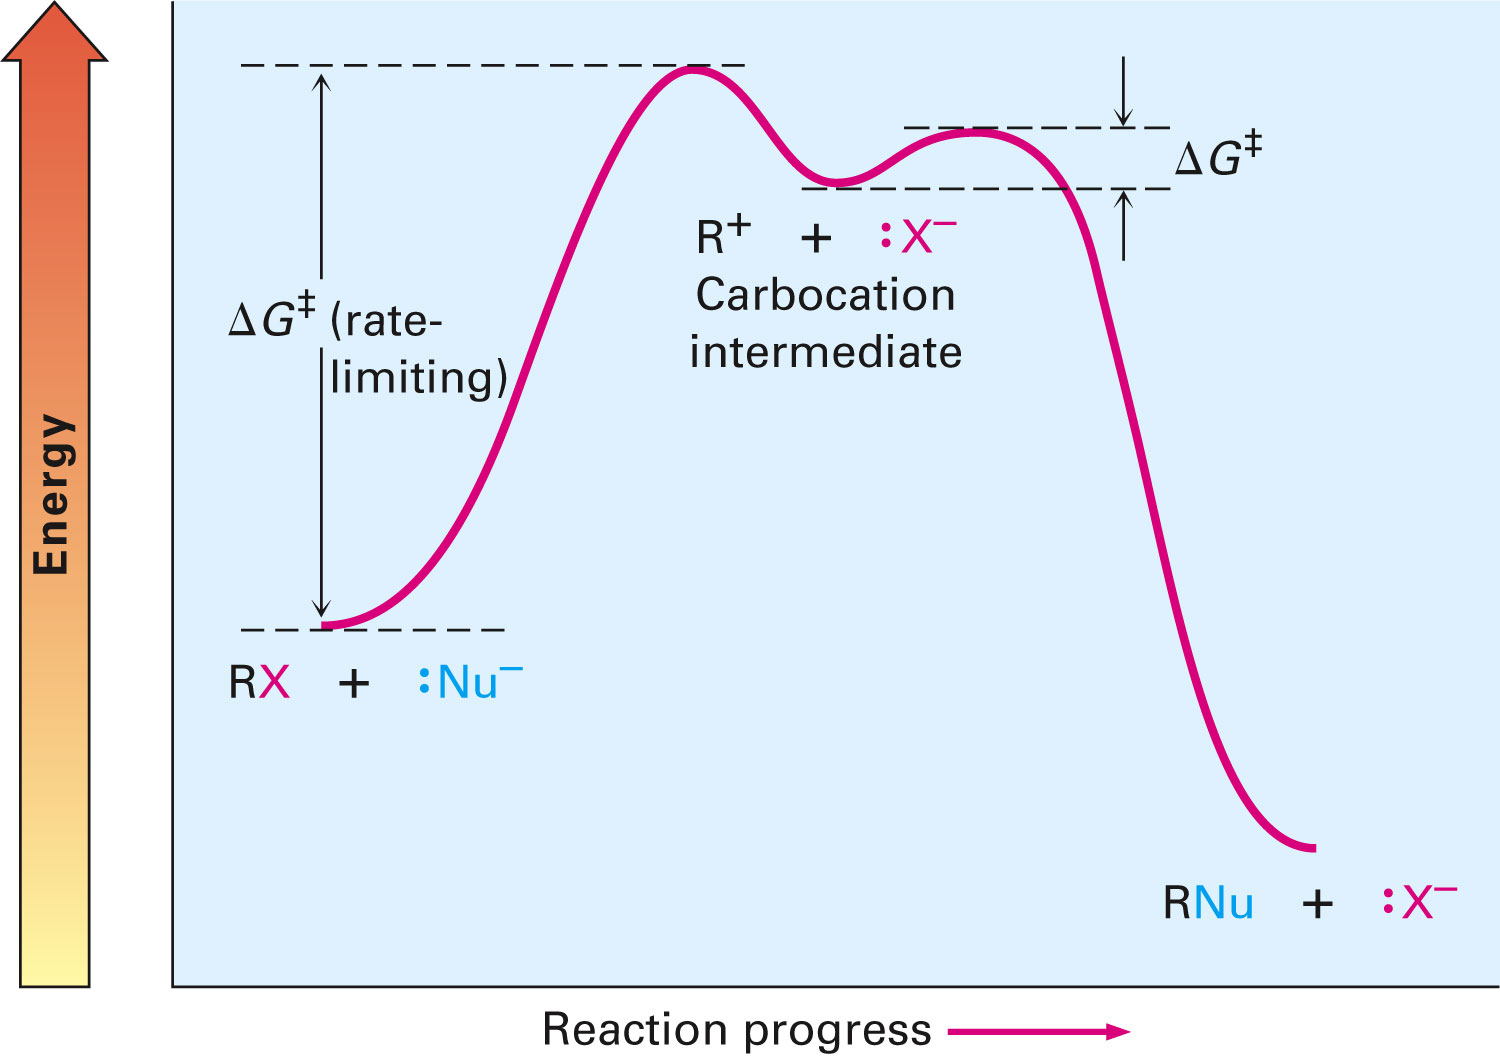 Energy
ΔG‡ (rate-
limiting)
ΔG‡
R⁺ + :X⁻
Carbocation
intermediate
RX + :Nu⁻
RNu + :X⁻
Reaction progress